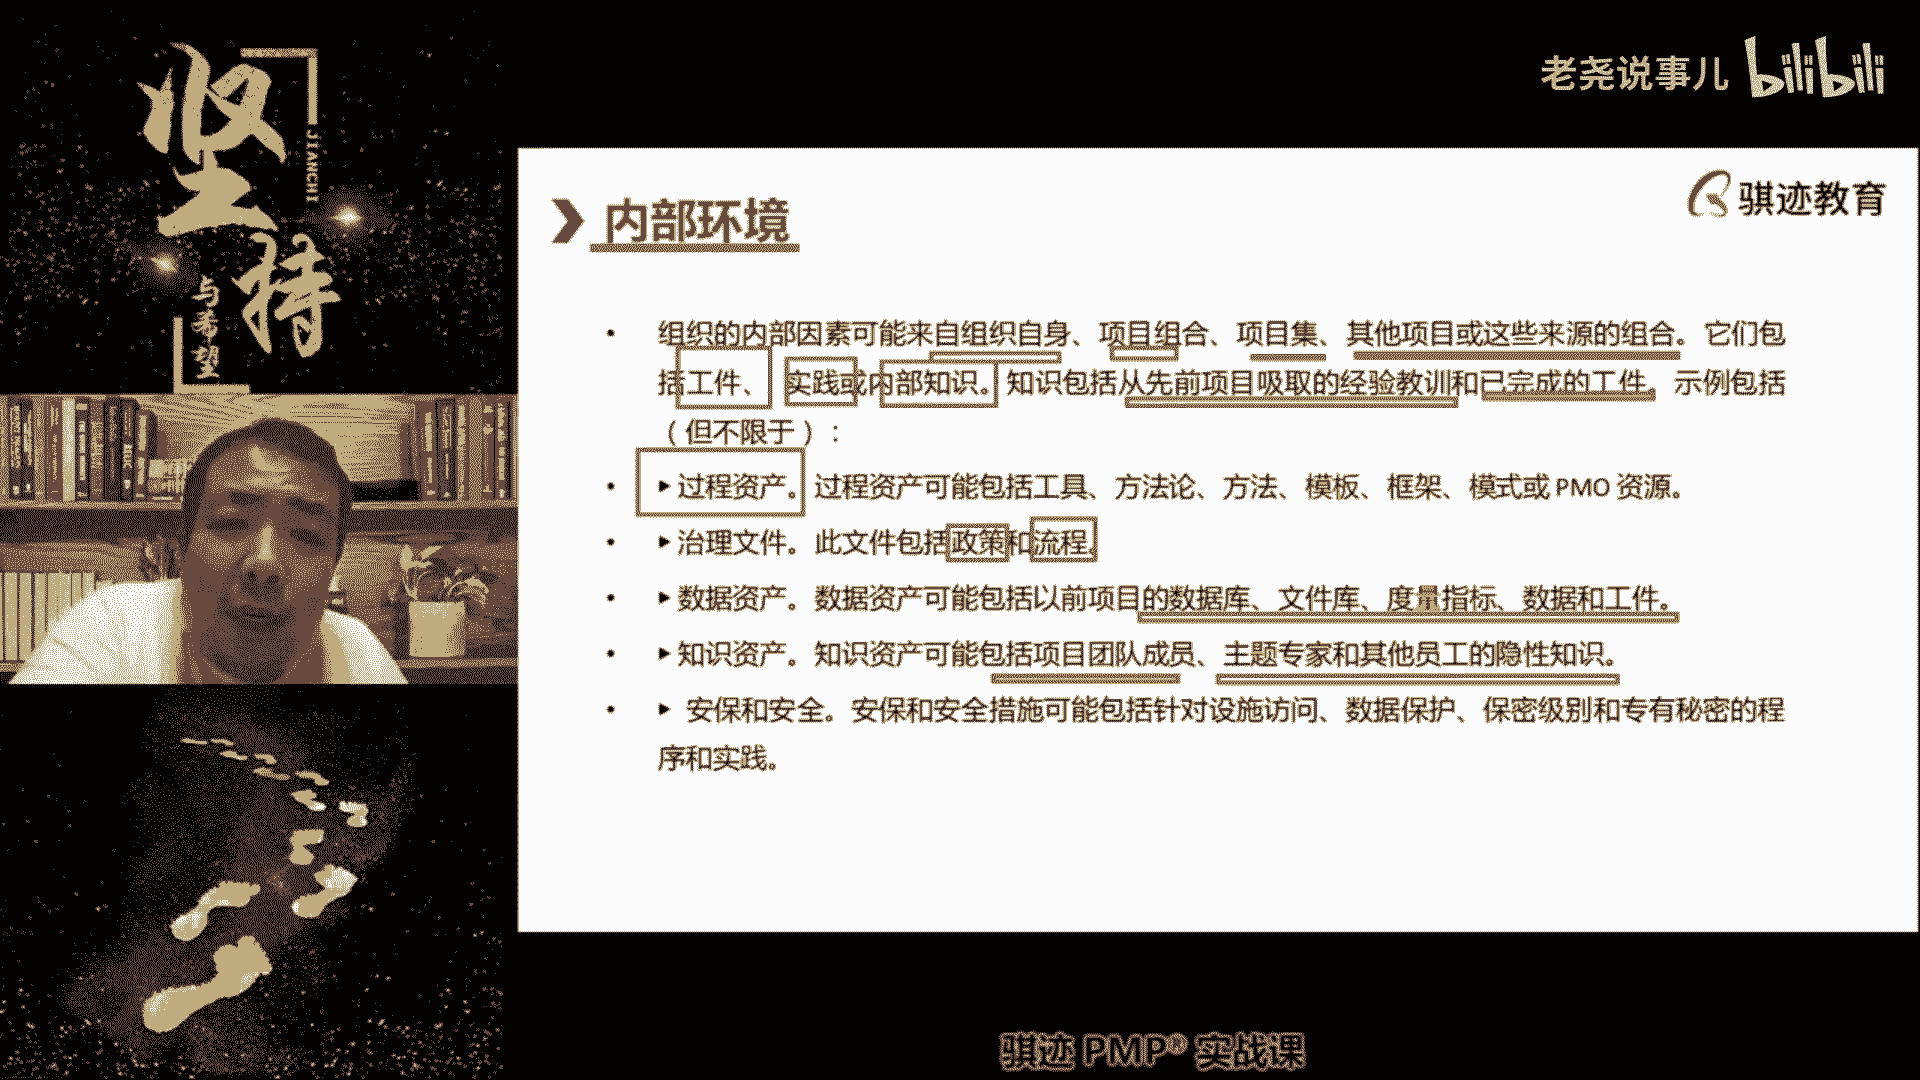 坚持
JIANCHI
与希望
老尧说事儿 bilibili
骐迹教育
内部环境
• 组织的内部因素可能来自组织自身、项目组合、项目集、其他项目或这些来源的组合。它们包
括工件、实践或内部知识。知识包括从先前项目吸取的经验教训和已完成的工件。示例包括
（但不限于）：
• ▶过程资产。过程资产可能包括工具、方法论、方法、模板、框架、模式或 PMO 资源。
• ▶治理文件。此文件包括政策和流程。
• ▶数据资产。数据资产可能包括以前项目的数据库、文件库、度量指标、数据和工件。
• ▶知识资产。知识资产可能包括项目团队成员、主题专家和其他员工的隐性知识。
• ▶ 安保和安全。安保和安全措施可能包括针对设施访问、数据保护、保密级别和专有秘密的程
序和实践。
骐迹 PMP® 实战课